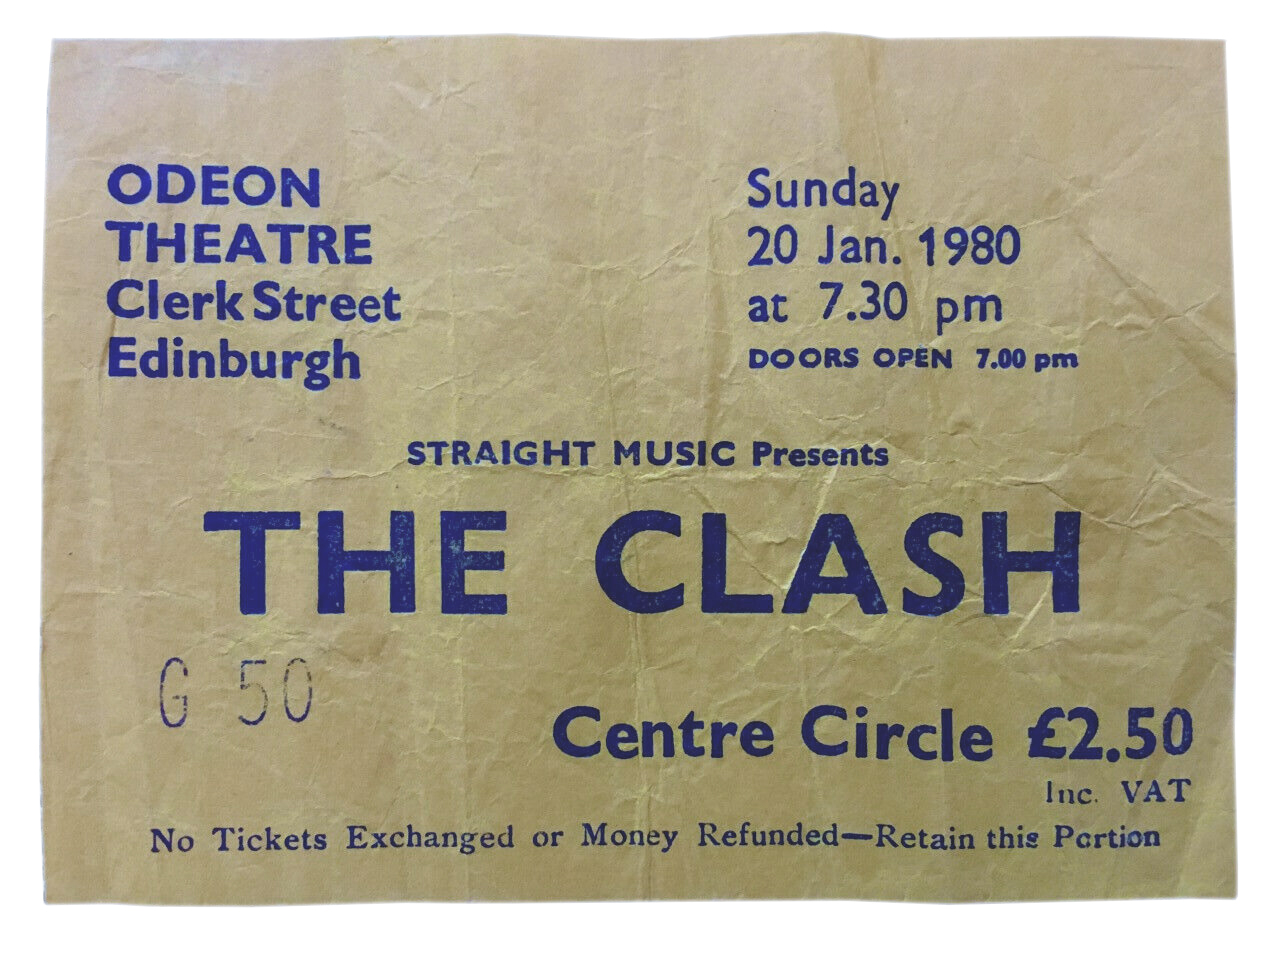 ODEON
THEATRE
Clerk Street
Edinburgh
Sunday
20 Jan. 1980
at 7.30 pm
DOORS OPEN 7.00 pm
STRAIGHT MUSIC Presents
THE CLASH
G 50
Centre Circle £2.50
Inc. VAT
No Tickets Exchanged or Money Refunded—Retain this Portion